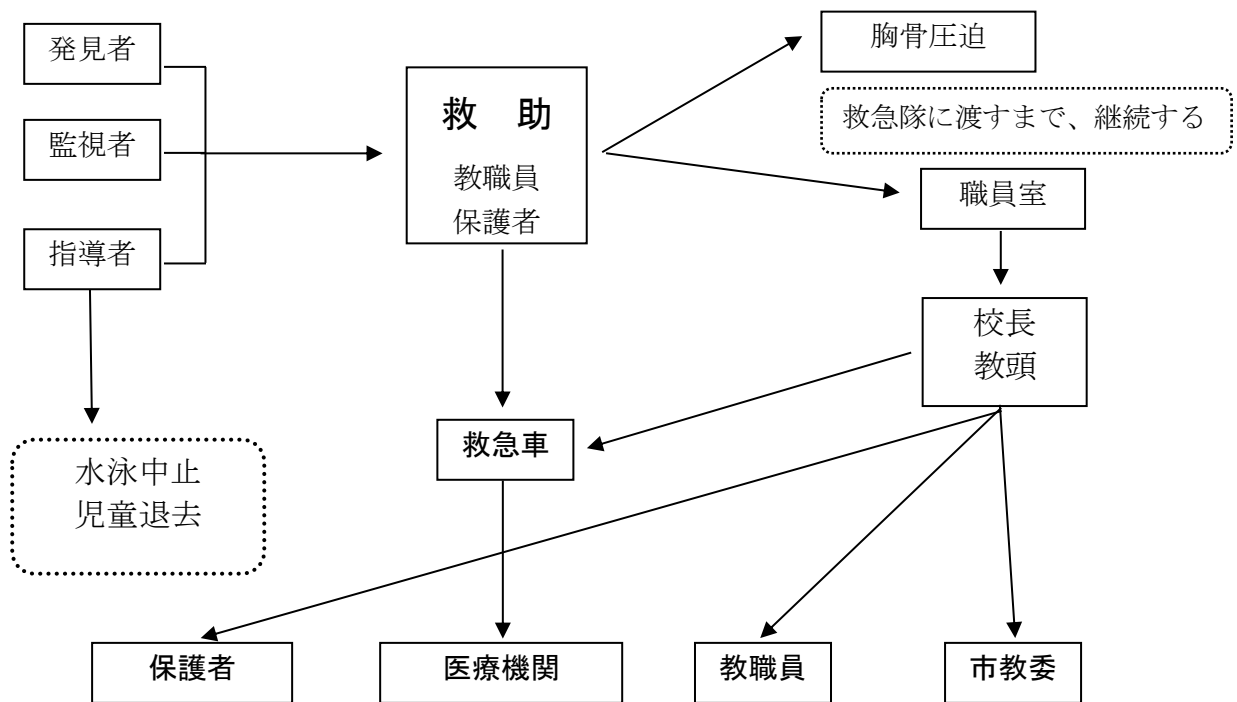 発見者
監視者
指導者
救　助
教職員
保護者
胸骨圧迫
救急隊に渡すまで、継続する
職員室
校長
教頭
救急車
水泳中止
児童退去
保護者
医療機関
教職員
市教委